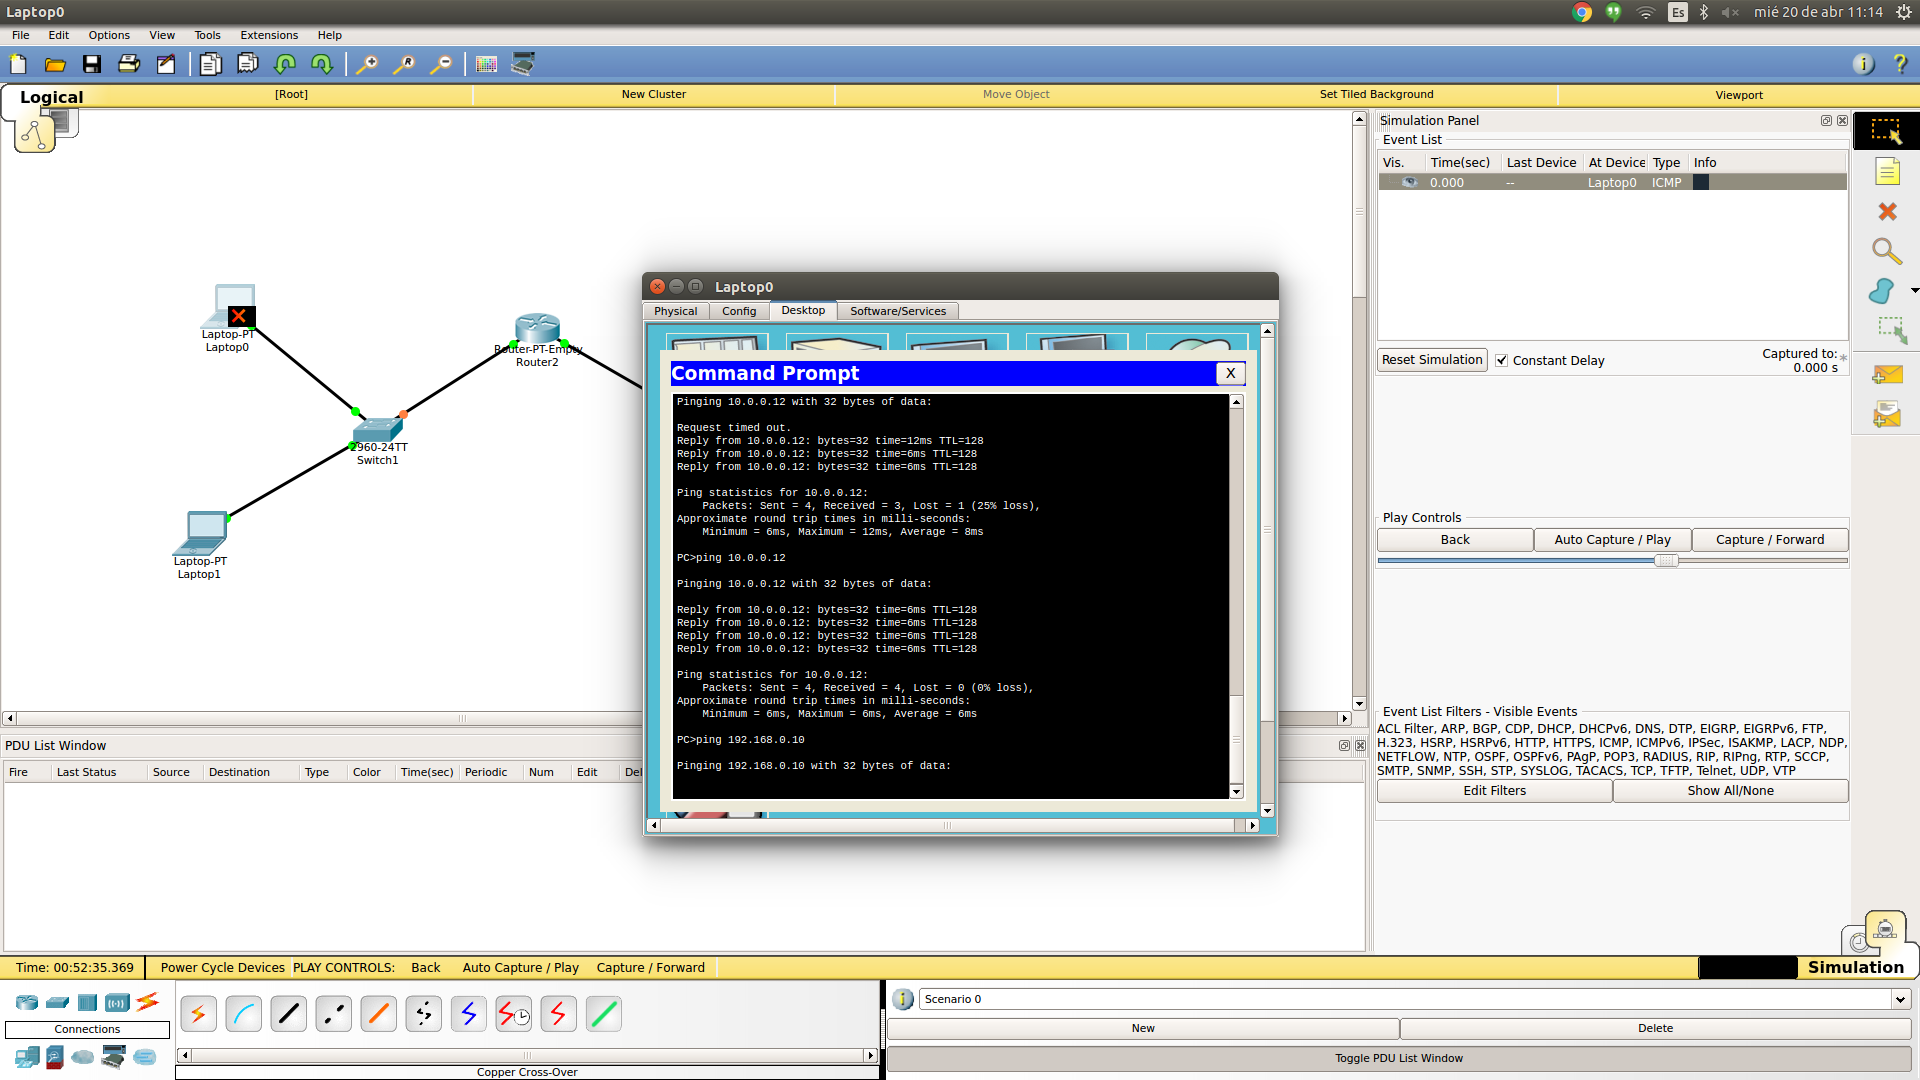 Laptop0
Es
mié 20 de abr 11:14
File Edit Options View Tools Extensions Help
Logical
[Root]
New Cluster
Move Object
Set Tiled Background
Viewport
Laptop-PT
Laptop0
Router-PT-Empty
Router2
2960-24TT
Switch1
Laptop-PT
Laptop1
Laptop0
Physical Config Desktop Software/Services
Command Prompt
X
Pinging 10.0.0.12 with 32 bytes of data:
Request timed out.
Reply from 10.0.0.12: bytes=32 time=12ms TTL=128
Reply from 10.0.0.12: bytes=32 time=6ms TTL=128
Reply from 10.0.0.12: bytes=32 time=6ms TTL=128
Ping statistics for 10.0.0.12:
Packets: Sent = 4, Received = 3, Lost = 1 (25% loss),
Approximate round trip times in milli-seconds:
Minimum = 6ms, Maximum = 12ms, Average = 8ms
PC>ping 10.0.0.12
Pinging 10.0.0.12 with 32 bytes of data:
Reply from 10.0.0.12: bytes=32 time=6ms TTL=128
Reply from 10.0.0.12: bytes=32 time=6ms TTL=128
Reply from 10.0.0.12: bytes=32 time=6ms TTL=128
Reply from 10.0.0.12: bytes=32 time=6ms TTL=128
Ping statistics for 10.0.0.12:
Packets: Sent = 4, Received = 4, Lost = 0 (0% loss),
Approximate round trip times in milli-seconds:
Minimum = 6ms, Maximum = 6ms, Average = 6ms
PC>ping 192.168.0.10
Pinging 192.168.0.10 with 32 bytes of data:
Simulation Panel
Event List
Vis. Time(sec) Last Device At Device Type Info
0.000 -- Laptop0 ICMP
Reset Simulation
Constant Delay
Captured to:
0.000 s
*
Play Controls
Back
Auto Capture / Play
Capture / Forward
Event List Filters - Visible Events
ACL Filter, ARP, BGP, CDP, DHCP, DHCPv6, DNS, DTP, EIGRP, EIGRPv6, FTP,
H.323, HSRP, HSRPv6, HTTP, HTTPS, ICMP, ICMPv6, IPSec, ISAKMP, LACP, NDP,
NETFLOW, NTP, OSPF, OSPFv6, PAgP, POP3, RADIUS, RIP, RIPng, RTP, SCCP,
SMTP, SNMP, SSH, STP, SYSLOG, TACACS, TCP, TFTP, Telnet, UDP, VTP
Edit Filters
Show All/None
PDU List Window
Fire Last Status Source Destination Type Color Time(sec) Periodic Num Edit Del
Time: 00:52:35.369
Power Cycle Devices
PLAY CONTROLS:
Back
Auto Capture / Play
Capture / Forward
Simulation
Connections
Copper Cross-Over
Scenario 0
New
Delete
Toggle PDU List Window